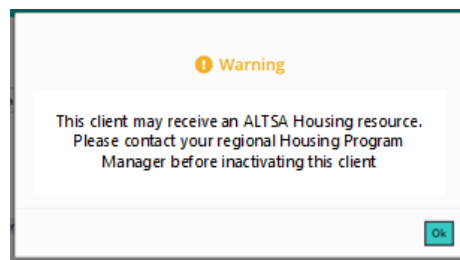 Warning
This client may receive an ALTSA Housing resource.
Please contact your regional Housing Program
Manager before inactivating this client
Ok